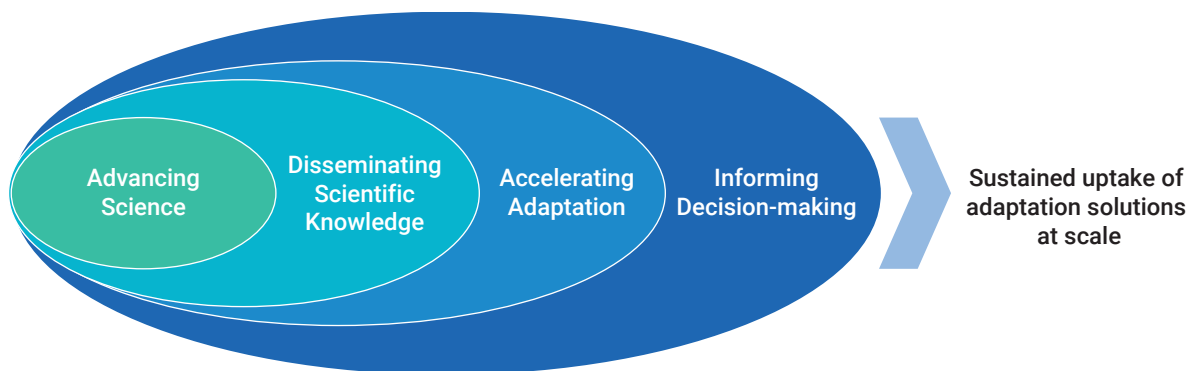 Advancing
Science
Disseminating
Scientific
Knowledge
Accelerating
Adaptation
Informing
Decision-making
Sustained uptake of
adaptation solutions
at scale